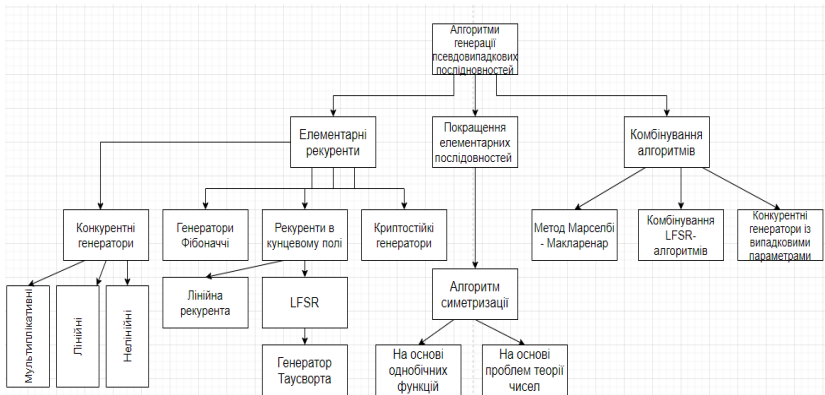 Алгоритми
генерації
псевдовипадкових
послідновностей
Елементарні
рекуренти
Покращення
елементарних
послідовностей
Комбінування
алгоритмів
Конкурентні
генератори
Генератори
Фібоначчі
Рекуренти в
кунцевому полі
Криптостійкі
генератори
Метод Марселбі
- Макларенар
Комбінування
LFSR-
алгоритмів
Конкурентні
генератори із
випадковими
параметрами
Мультиплікативні
Лінійні
Нелінійні
Лінійна
рекурента
LFSR
Алгоритм
симетризації
Генератор
Таусворта
На основі
однобічних
функцій
На основі
проблем теорії
чисел